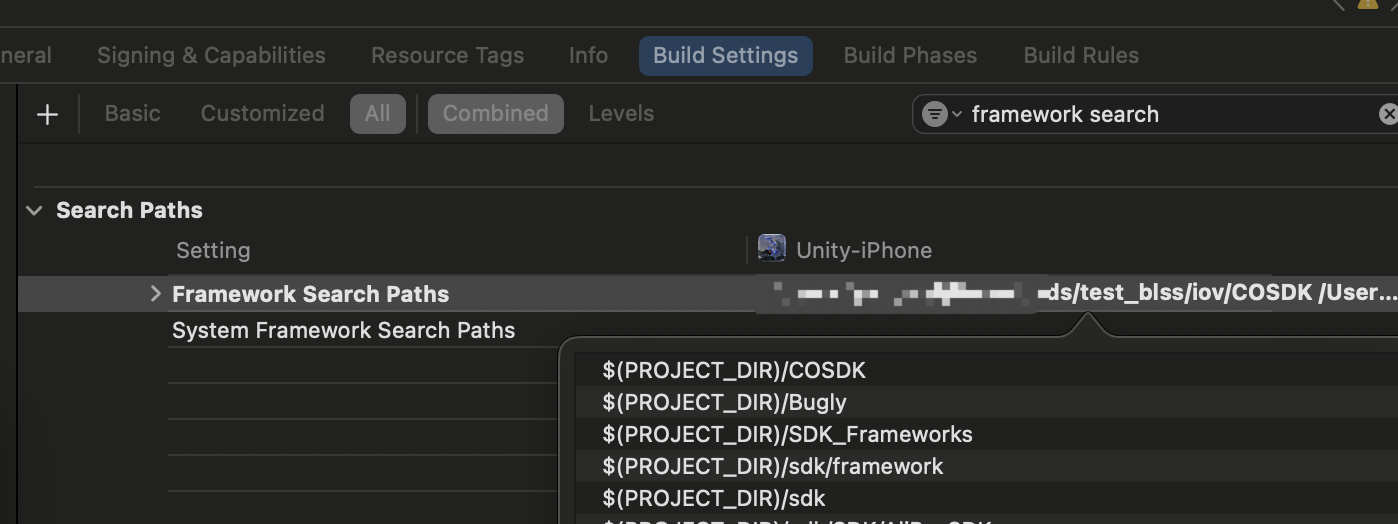 neral Signing & Capabilities Resource Tags Info Build Settings Build Phases Build Rules
+ Basic Customized All Combined Levels framework search
Search Paths
Setting Unity-iPhone
Framework Search Paths ds/test_blss/iov/COSDK /User...
System Framework Search Paths
$(PROJECT_DIR)/COSDK
$(PROJECT_DIR)/Bugly
$(PROJECT_DIR)/SDK_Frameworks
$(PROJECT_DIR)/sdk/framework
$(PROJECT_DIR)/sdk